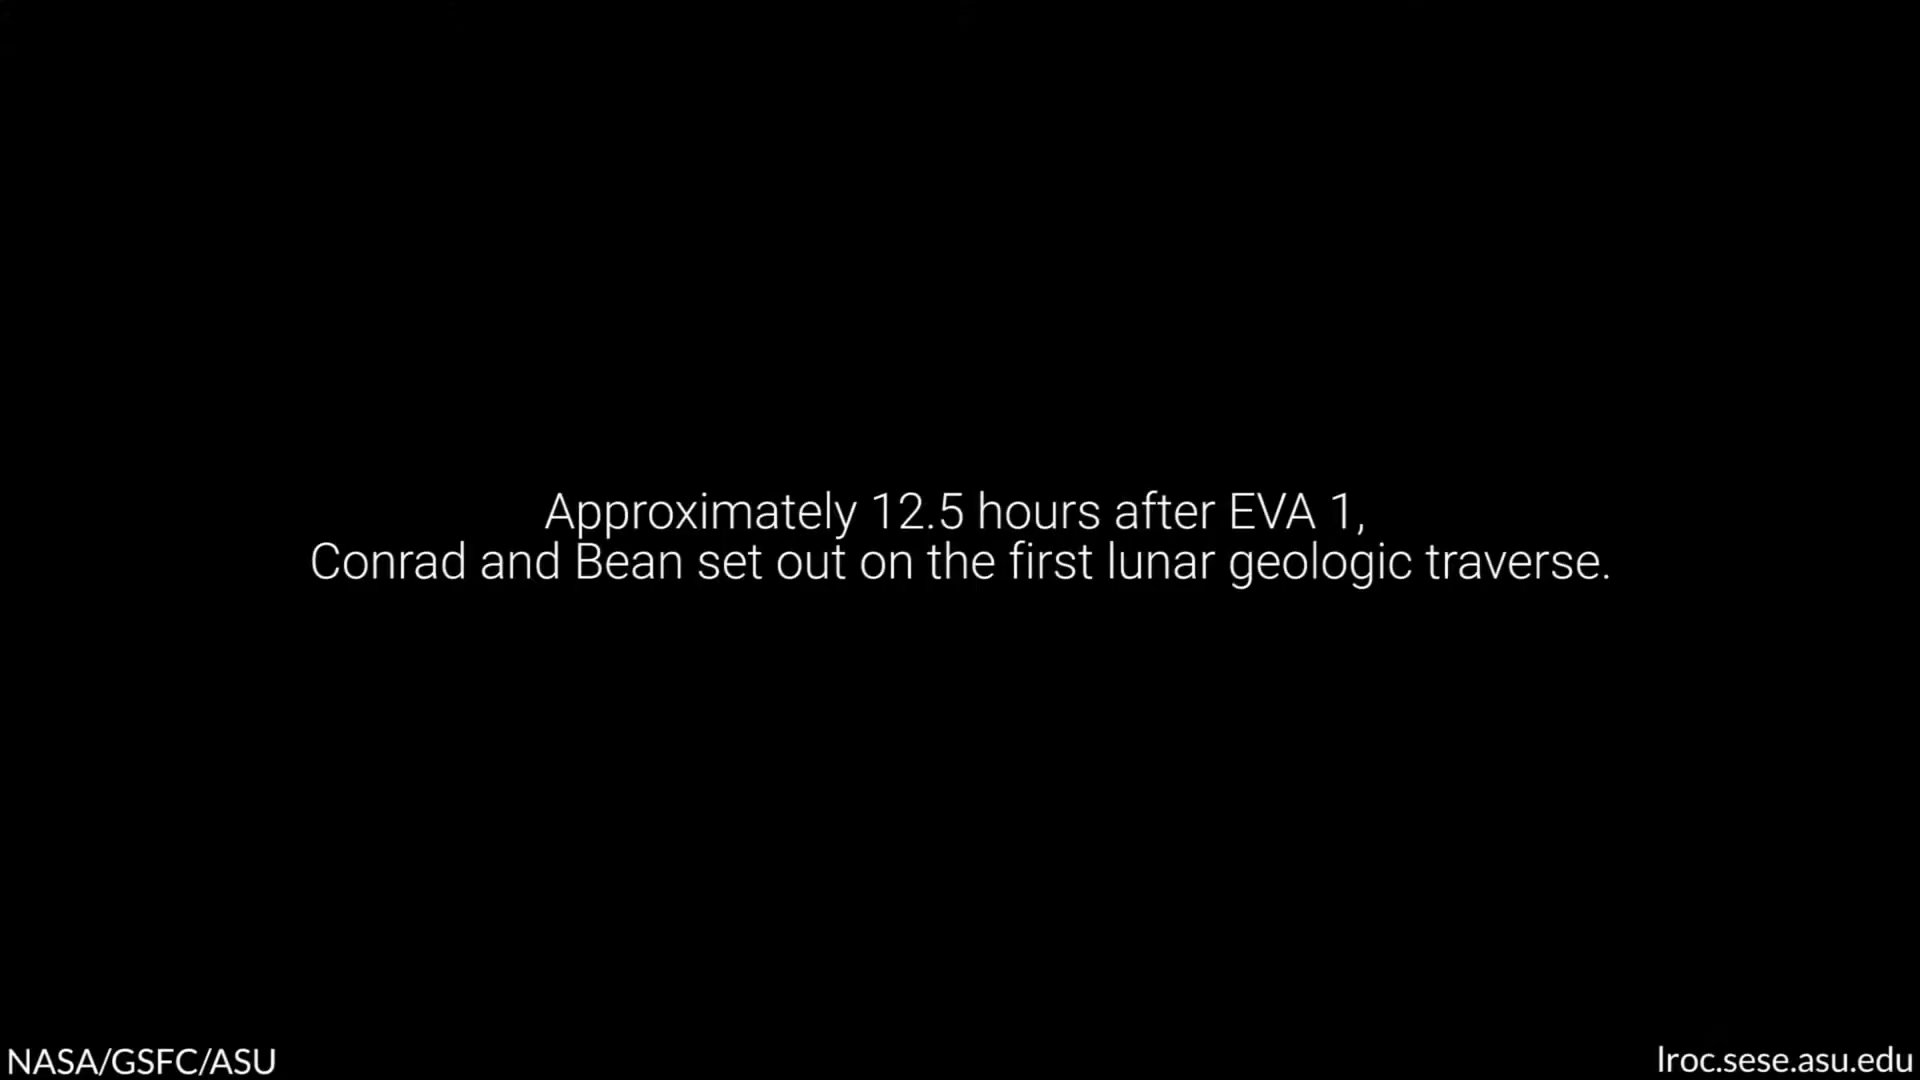 Approximately 12.5 hours after EVA 1,
Conrad and Bean set out on the first lunar geologic traverse.
NASA/GSFC/ASU
lroc.sese.asu.edu